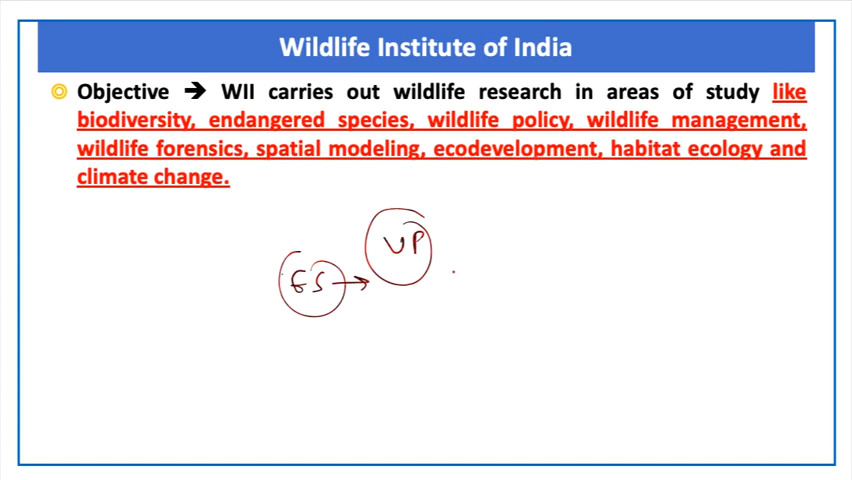 Wildlife Institute of India
Objective ➔ WII carries out wildlife research in areas of study like
biodiversity, endangered species, wildlife policy, wildlife management,
wildlife forensics, spatial modeling, ecodevelopment, habitat ecology and
climate change.
UP
ES →